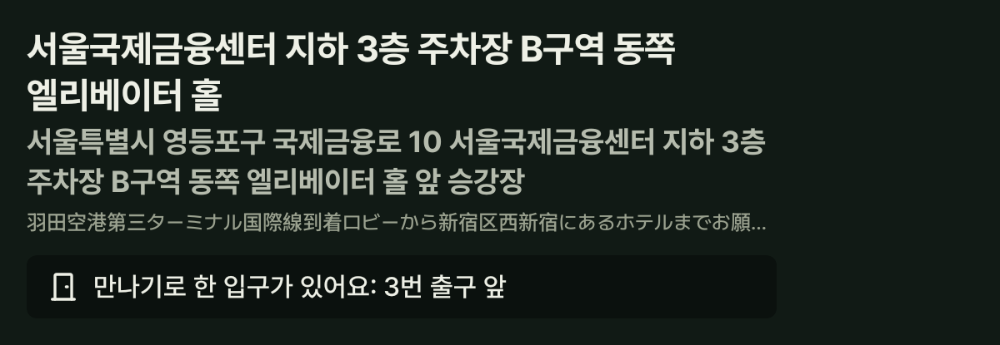 서울국제금융센터 지하 3층 주차장 B구역 동쪽
엘리베이터 홀
서울특별시 영등포구 국제금융로 10 서울국제금융센터 지하 3층
주차장 B구역 동쪽 엘리베이터 홀 앞 승강장
羽田空港第三ターミナル国際線到着ロビーから新宿区西新宿にあるホテルまでお願…
만나기로 한 입구가 있어요: 3번 출구 앞